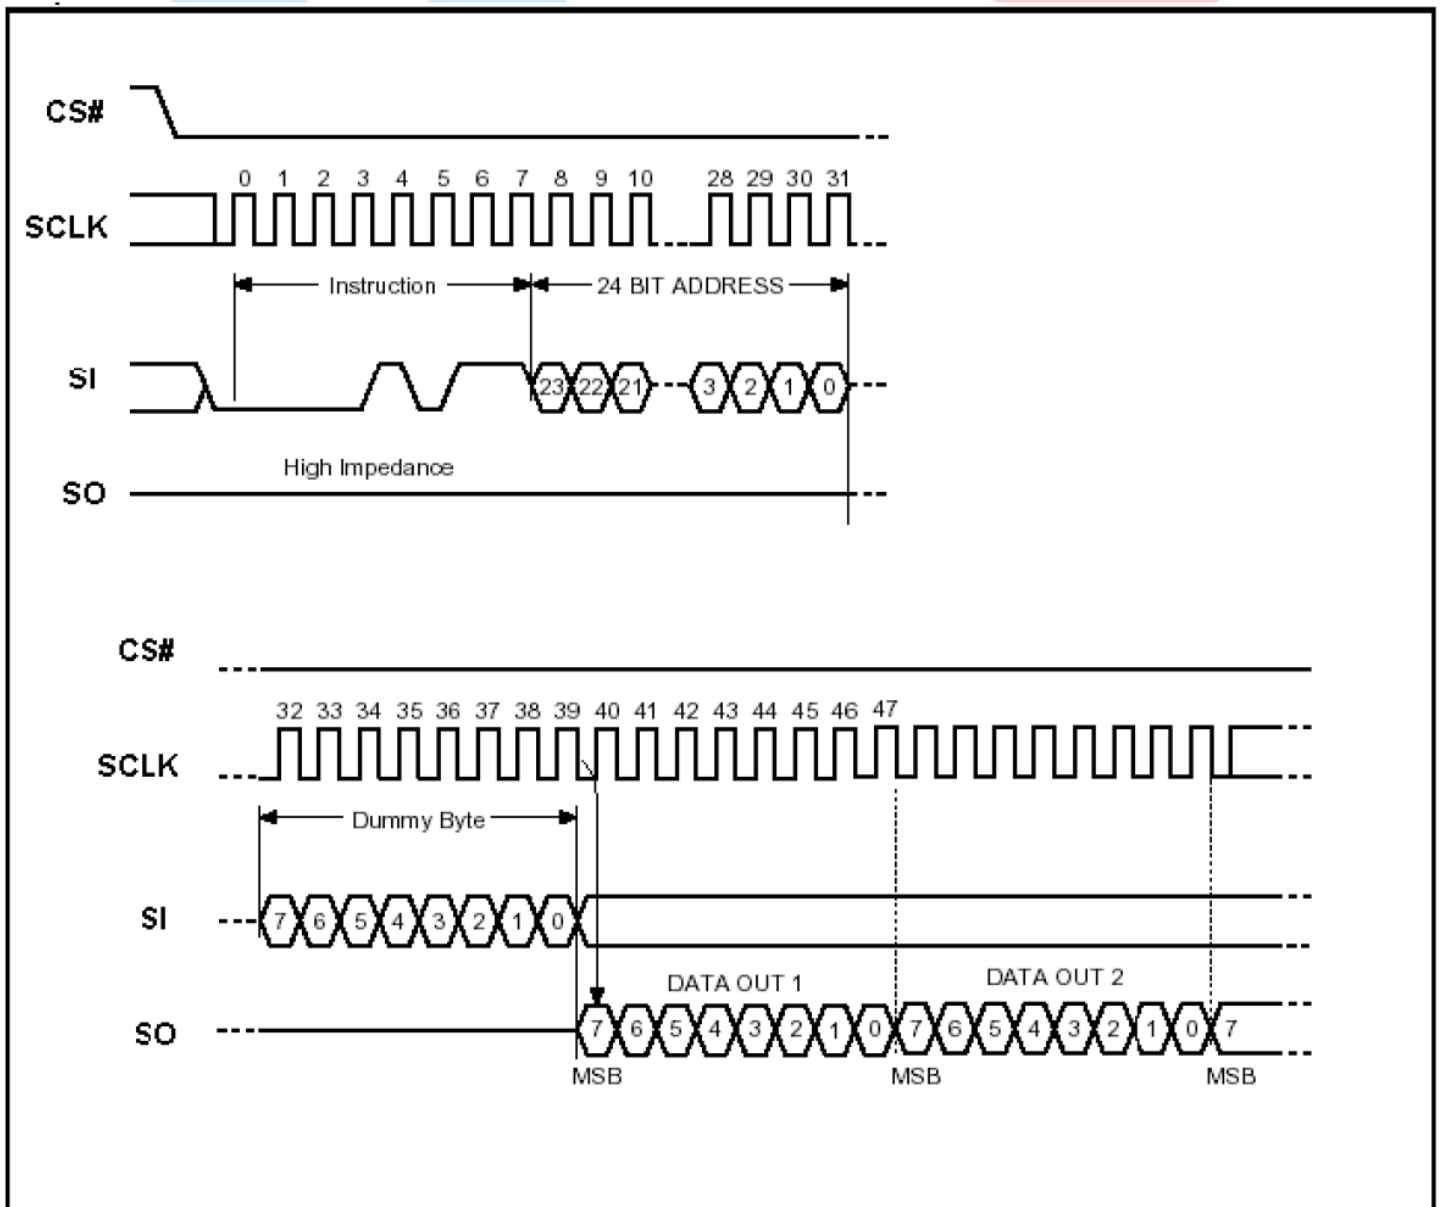 CS#
0 1 2 3 4 5 6 7 8 9 10 28 29 30 31
SCLK
Instruction 24 BIT ADDRESS
SI 23 22 21 3 2 1 0
High Impedance
SO
CS#
32 33 34 35 36 37 38 39 40 41 42 43 44 45 46 47
SCLK
Dummy Byte
SI 7 6 5 4 3 2 1 0
DATA OUT 1 DATA OUT 2
SO 7 6 5 4 3 2 1 0 7 6 5 4 3 2 1 0 7
MSB MSB MSB